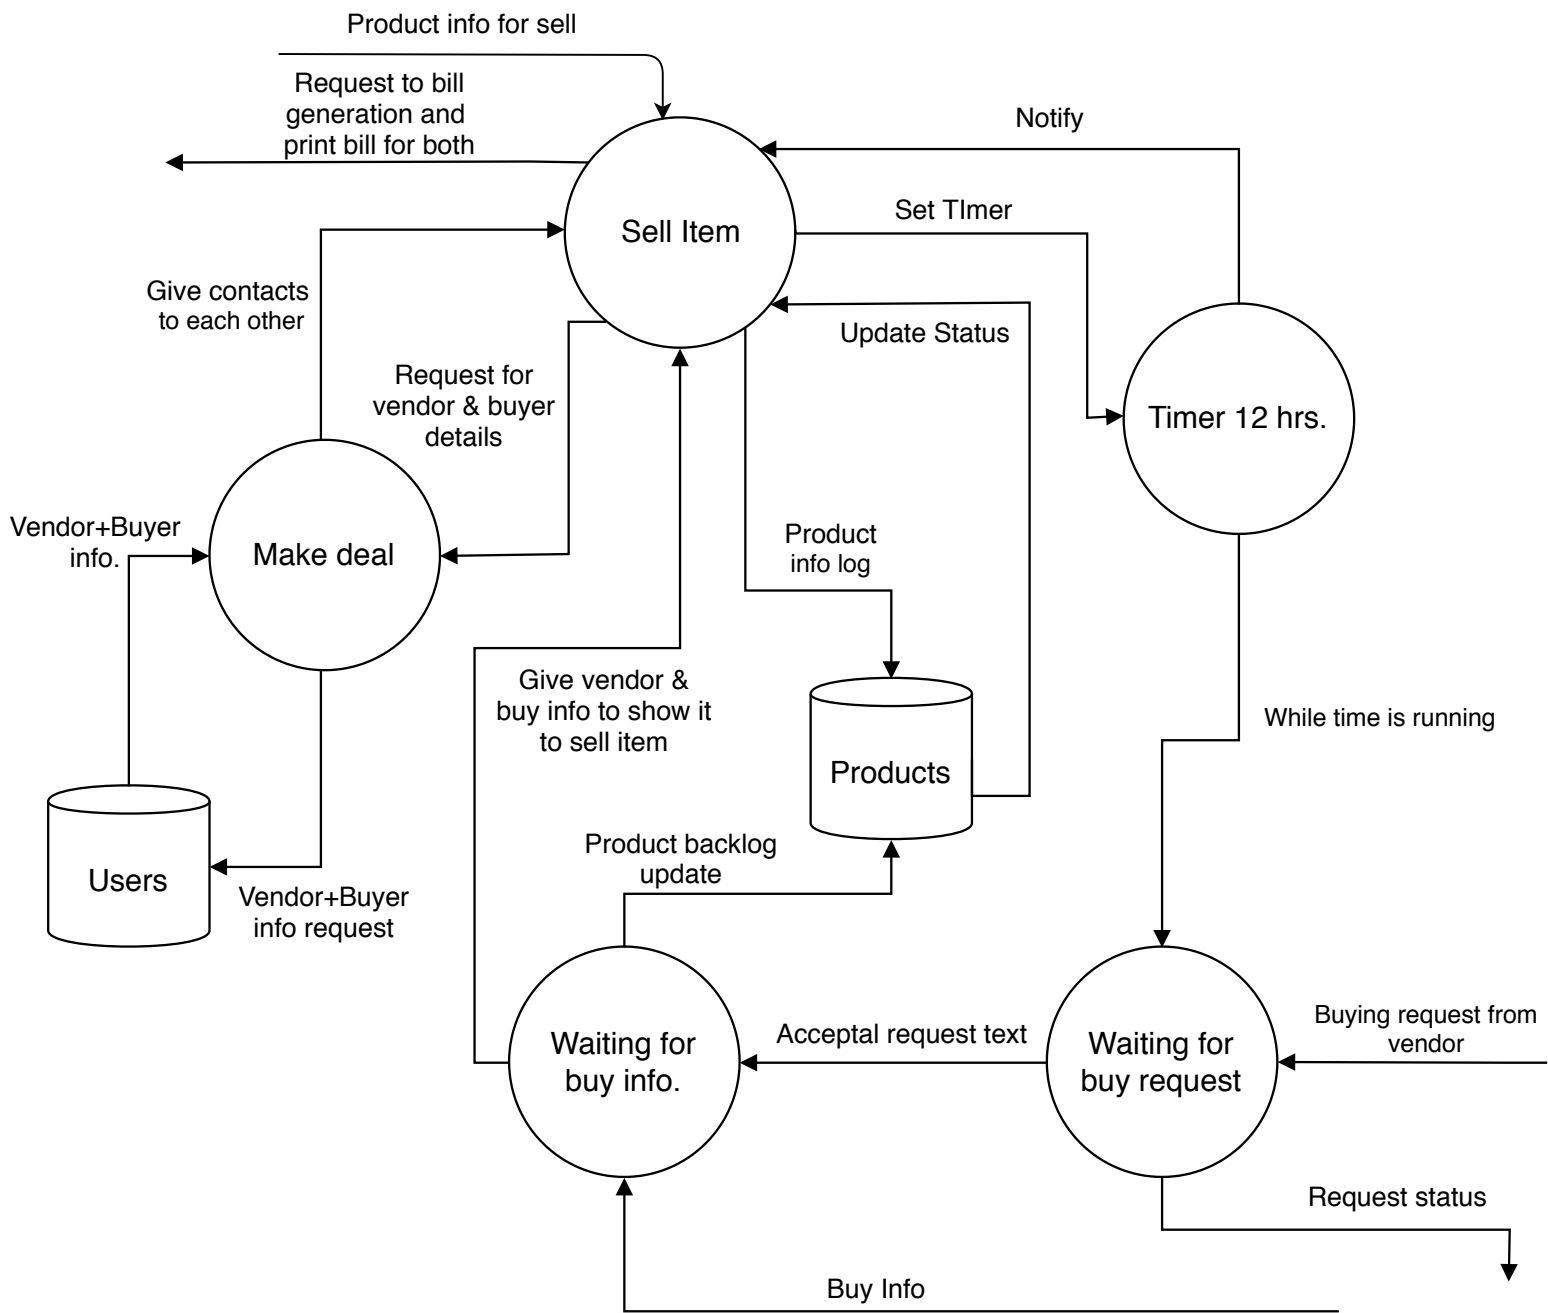 Product info for sell
Request to bill
generation and
print bill for both
Notify
Sell Item
Set TImer
Give contacts
to each other
Update Status
Request for
vendor & buyer
details
Timer 12 hrs.
Vendor+Buyer
info.
Make deal
Product
info log
Give vendor &
buy info to show it
to sell item
While time is running
Products
Product backlog
update
Users
Vendor+Buyer
info request
Waiting for
buy info.
Acceptal request text
Waiting for
buy request
Buying request from
vendor
Request status
Buy Info